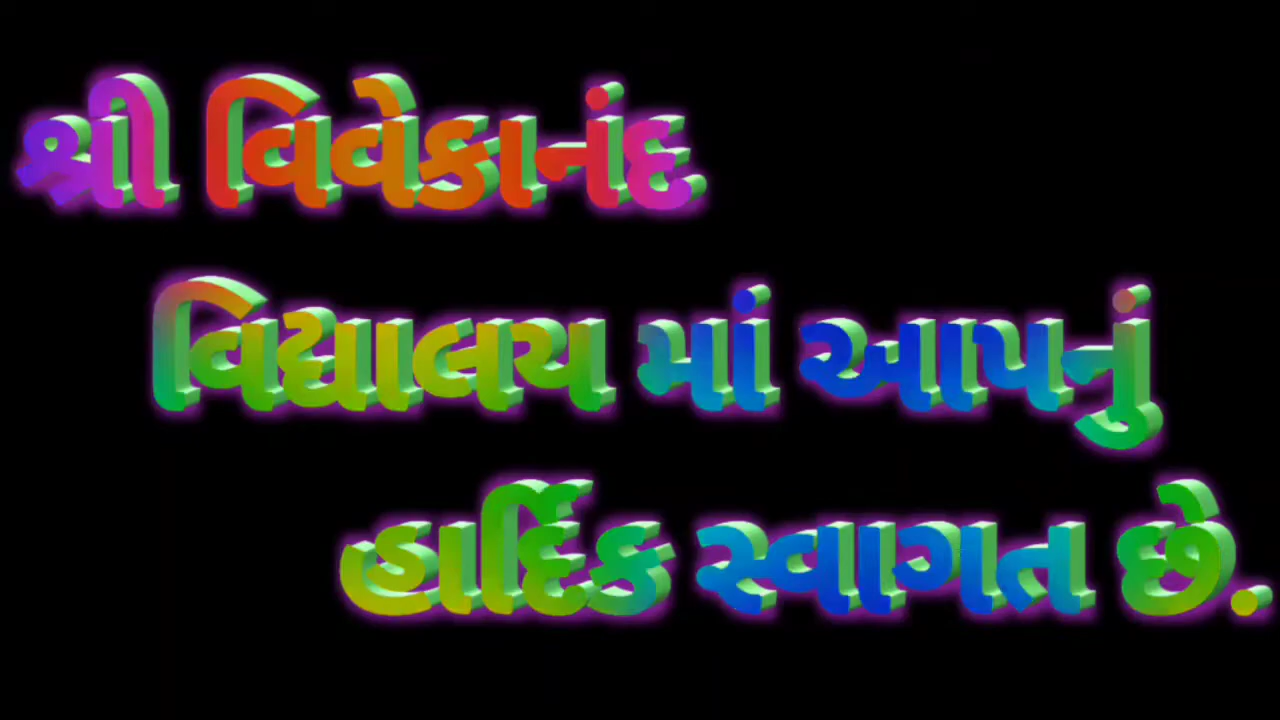 શ્રી વિવેકાનંદ
વિદ્યાલય માં આપનું
હાર્દિક સ્વાગત છે.